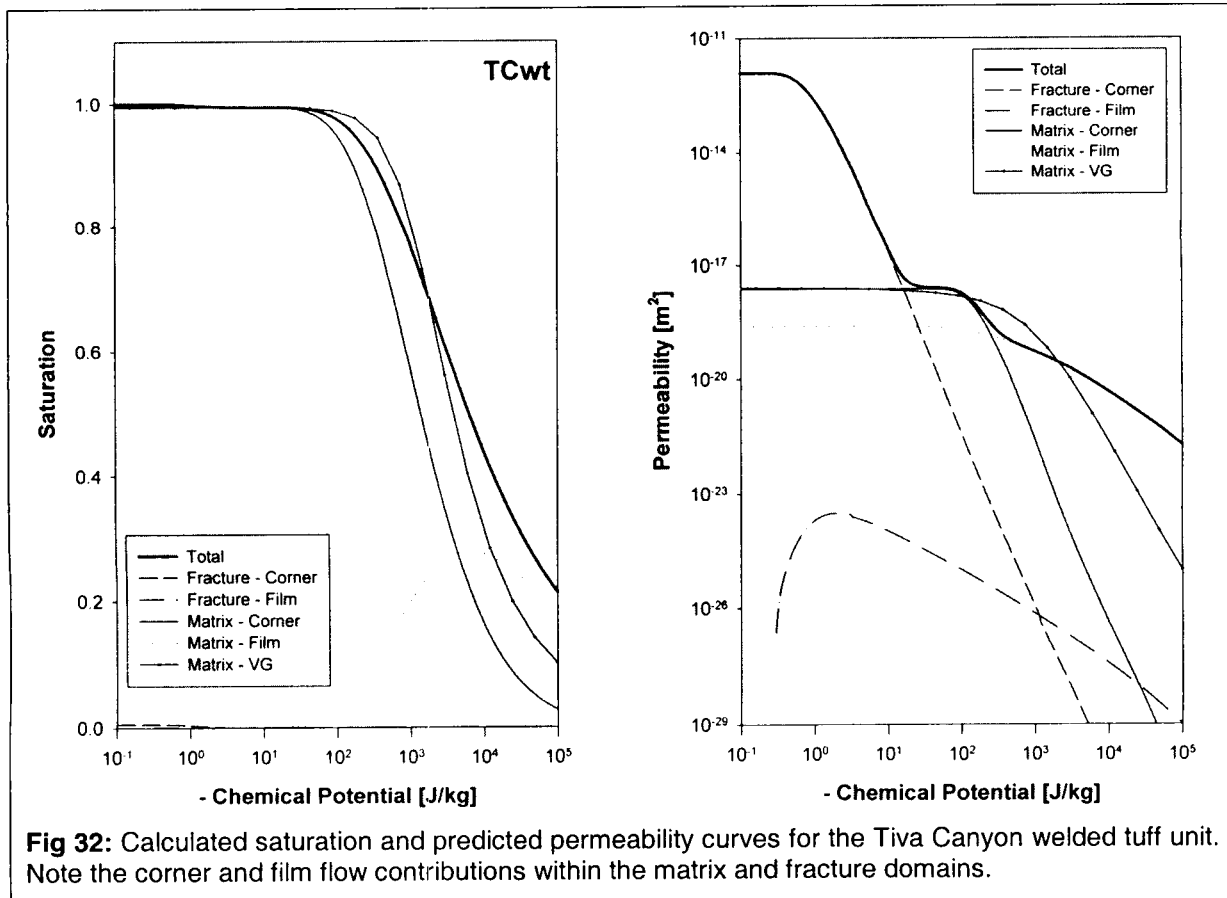 TCwt
Saturation
1.0
0.8
0.6
0.4
0.2
0.0
Total
Fracture - Corner
Fracture - Film
Matrix - Corner
Matrix - Film
Matrix - VG
10⁻¹ 10⁰ 10¹ 10² 10³ 10⁴ 10⁵
- Chemical Potential [J/kg]
Permeability [m²]
10⁻¹¹
10⁻¹⁴
10⁻¹⁷
10⁻²⁰
10⁻²³
10⁻²⁶
10⁻²⁹
Total
Fracture - Corner
Fracture - Film
Matrix - Corner
Matrix - Film
Matrix - VG
10⁻¹ 10⁰ 10¹ 10² 10³ 10⁴ 10⁵
- Chemical Potential [J/kg]
Fig 32: Calculated saturation and predicted permeability curves for the Tiva Canyon welded tuff unit.
Note the corner and film flow contributions within the matrix and fracture domains.